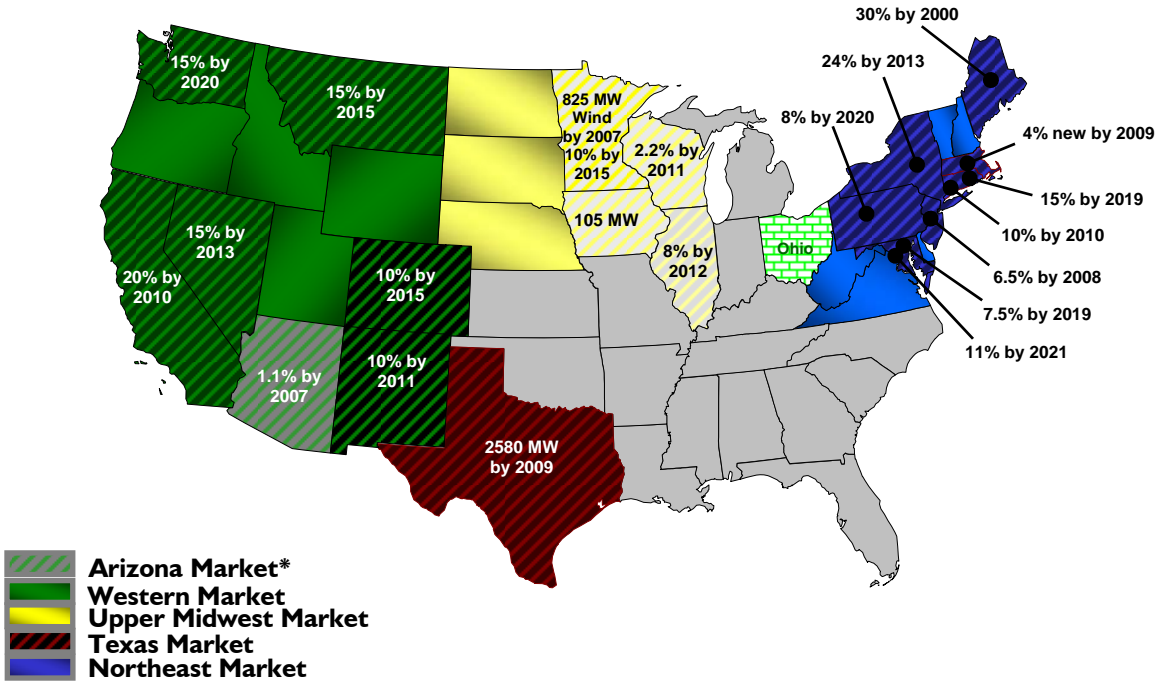 30% by 2000
24% by 2013
8% by 2020
4% new by 2009
15% by 2019
10% by 2010
6.5% by 2008
7.5% by 2019
11% by 2021
15% by
2020
15% by
2015
825 MW
Wind
by 2007
10% by
2015
2.2% by
2011
105 MW
8% by
2012
Ohio
15% by
2013
20% by
2010
10% by
2015
1.1% by
2007
10% by
2011
2580 MW
by 2009
Arizona Market*
Western Market
Upper Midwest Market
Texas Market
Northeast Market